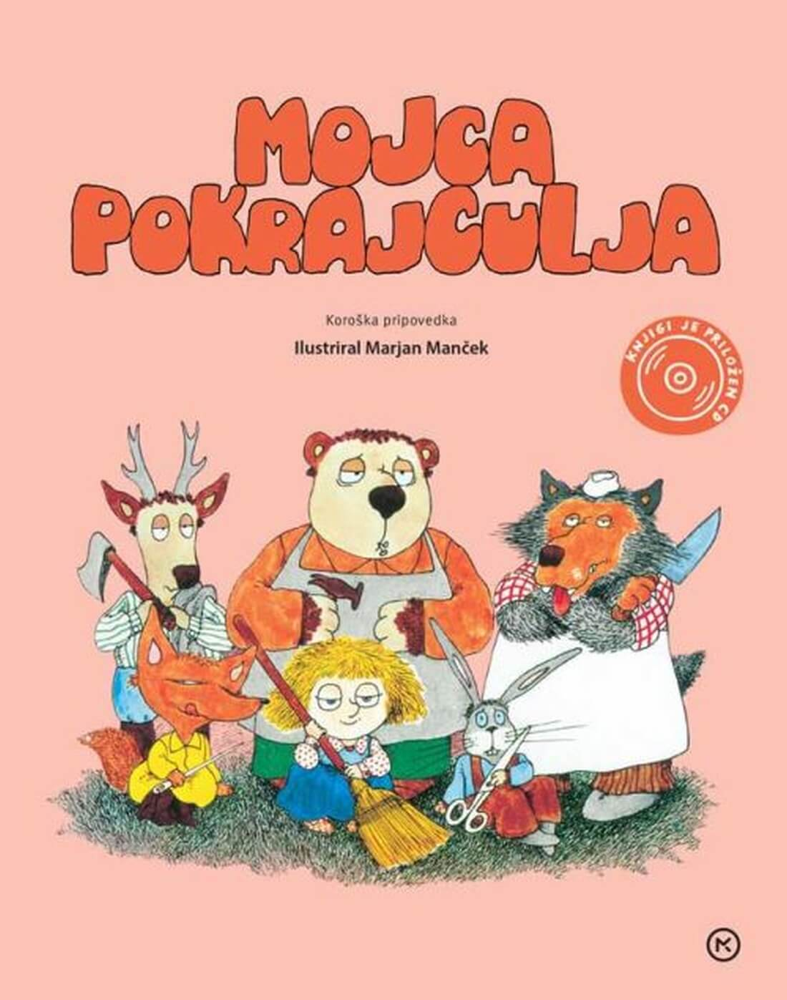 MOJCA
POKRAJCULJA
Koroška pripovedka
Ilustriral Marjan Manček
KNJIGI JE PRILOŽEN CD